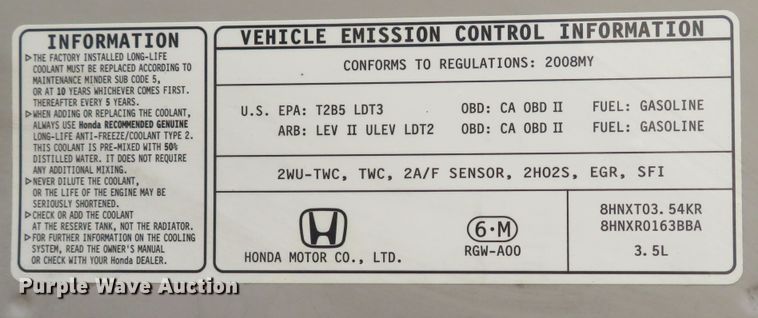 INFORMATION
▷THE FACTORY INSTALLED LONG-LIFE
COOLANT MUST BE REPLACED ACCORDING TO
MAINTENANCE MINDER SUB CODE 5,
OR AT 10 YEARS WHICHEVER COMES FIRST.
THEREAFTER EVERY 5 YEARS.
▷WHEN ADDING OR REPLACING THE COOLANT,
ALWAYS USE Honda RECOMMENDED GENUINE
LONG-LIFE ANTI-FREEZE/COOLANT TYPE 2.
THIS COOLANT IS PRE-MIXED WITH 50%
DISTILLED WATER. IT DOES NOT REQUIRE
ANY ADDITIONAL MIXING.
▷NEVER DILUTE THE COOLANT,
OR THE LIFE OF THE ENGINE MAY BE
SERIOUSLY SHORTENED.
▷CHECK OR ADD THE COOLANT
AT THE RESERVE TANK, NOT THE RADIATOR.
▷FOR FURTHER INFORMATION ON THE COOLING
SYSTEM, READ THE OWNER'S MANUAL
OR CHECK WITH YOUR Honda DEALER.
VEHICLE EMISSION CONTROL INFORMATION
CONFORMS TO REGULATIONS: 2008MY
U.S. EPA: T2B5 LDT3 OBD: CA OBD II FUEL: GASOLINE
ARB: LEV II ULEV LDT2 OBD: CA OBD II FUEL: GASOLINE
2WU-TWC, TWC, 2A/F SENSOR, 2HO2S, EGR, SFI
HONDA MOTOR CO., LTD.
6·M
RGW-A00
8HNXT03.54KR
8HNXR0163BBA
3.5L
Purple Wave Auction